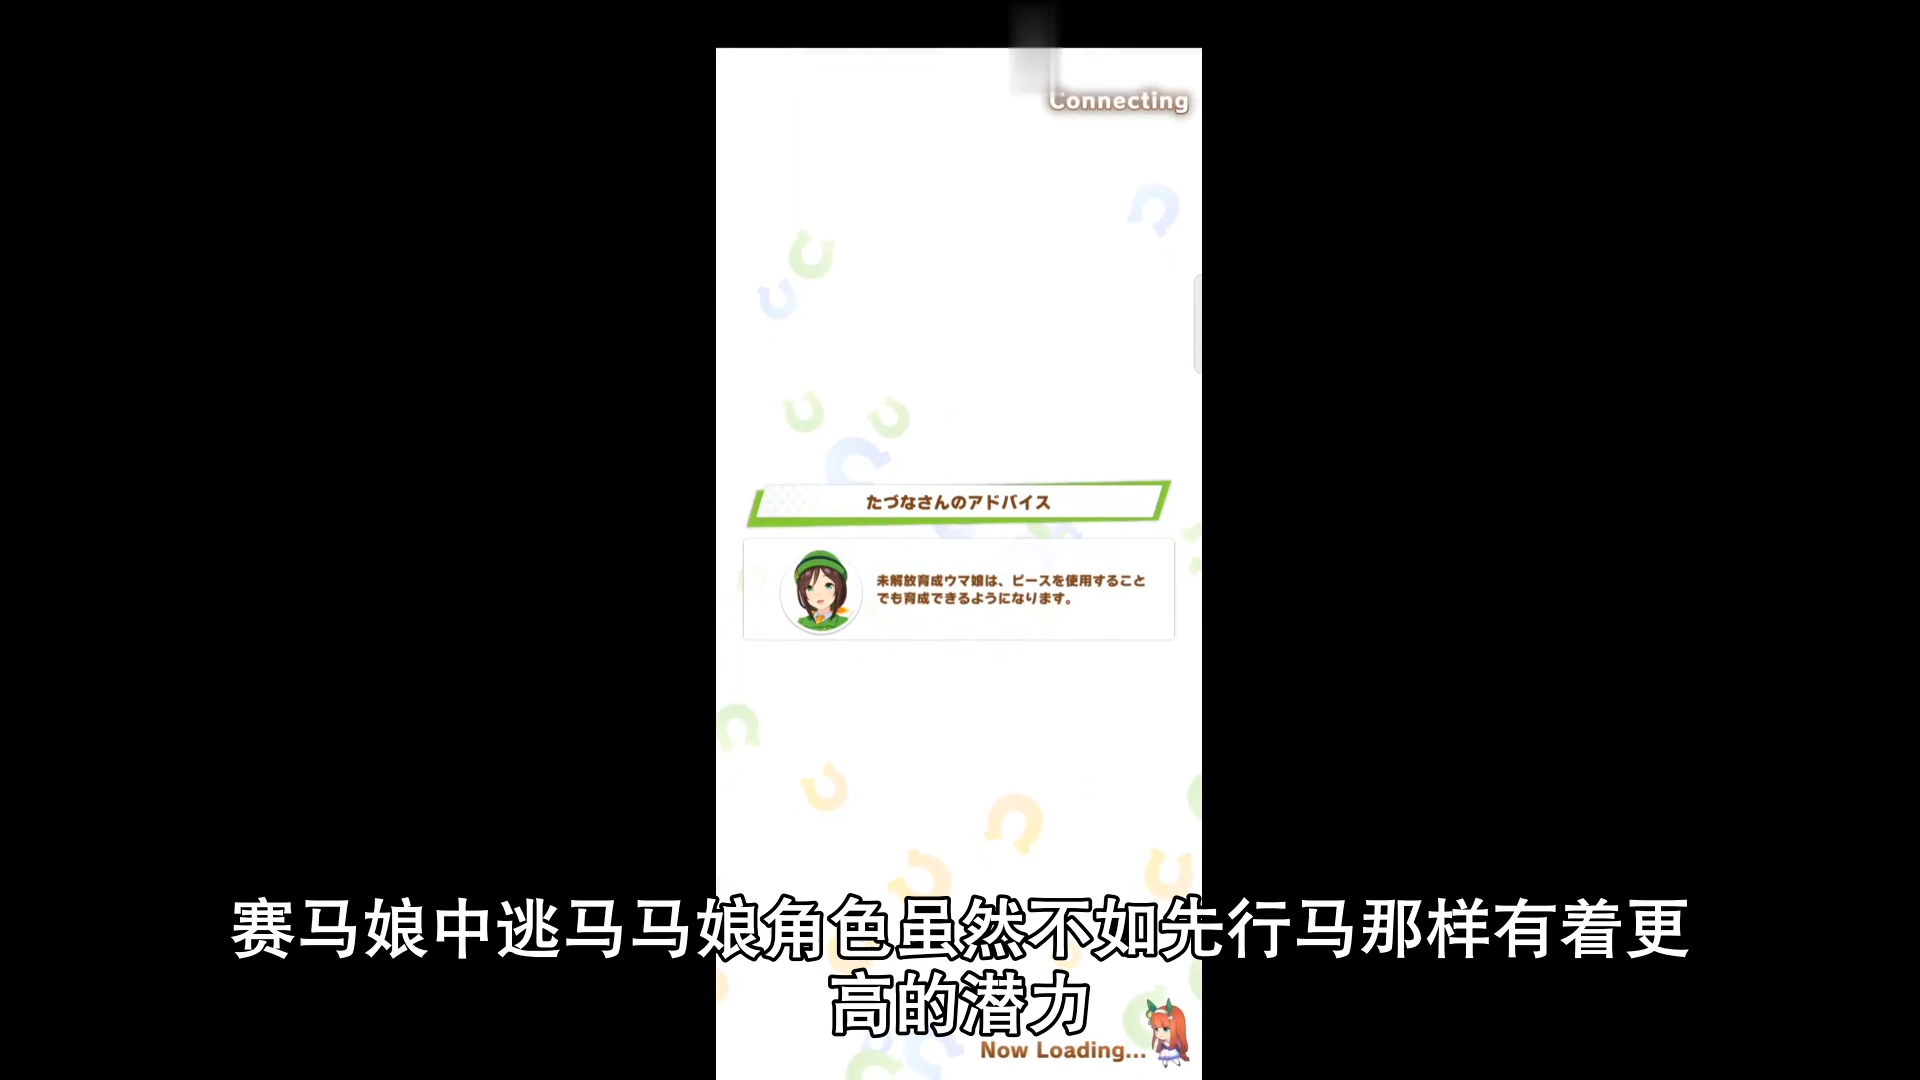 Connecting
たづなさんのアドバイス
未解放育成ウマ娘は、ピースを使用すること
でも育成できるようになります。
赛马娘中逃马马娘角色虽然不如先行马那样有着更
高的潜力
Now Loading...